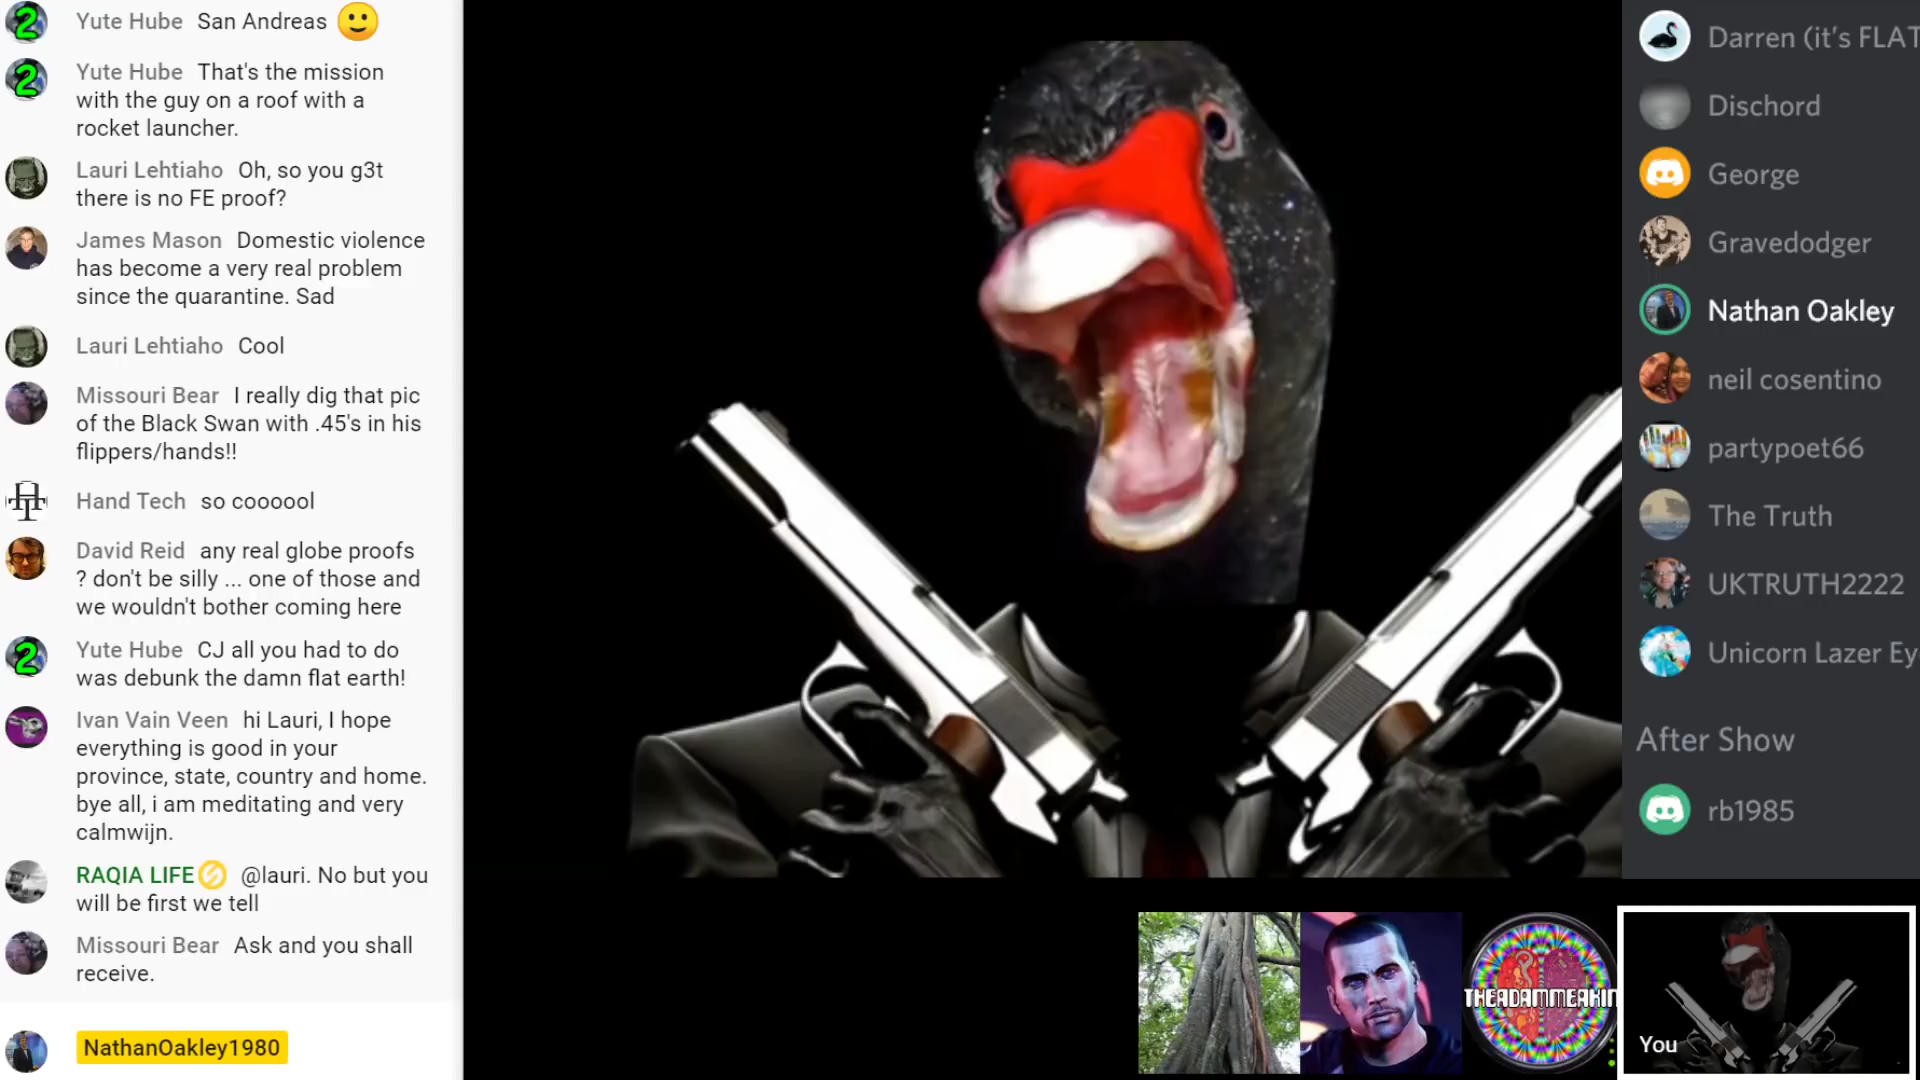 Yute Hube San Andreas
Yute Hube That's the mission
with the guy on a roof with a
rocket launcher.
Lauri Lehtiaho Oh, so you g3t
there is no FE proof?
James Mason Domestic violence
has become a very real problem
since the quarantine. Sad
Lauri Lehtiaho Cool
Missouri Bear I really dig that pic
of the Black Swan with .45's in his
flippers/hands!!
Hand Tech so coooool
David Reid any real globe proofs
? don't be silly ... one of those and
we wouldn't bother coming here
Yute Hube CJ all you had to do
was debunk the damn flat earth!
Ivan Vain Veen hi Lauri, I hope
everything is good in your
province, state, country and home.
bye all, i am meditating and very
calmwijn.
RAQIA LIFE @lauri. No but you
will be first we tell
Missouri Bear Ask and you shall
receive.
NathanOakley1980
Darren (it's FLAT
Dischord
George
Gravedodger
Nathan Oakley
neil cosentino
partypoet66
The Truth
UKTRUTH2222
Unicorn Lazer Ey
After Show
rb1985
THEADAMMEAKIN
You